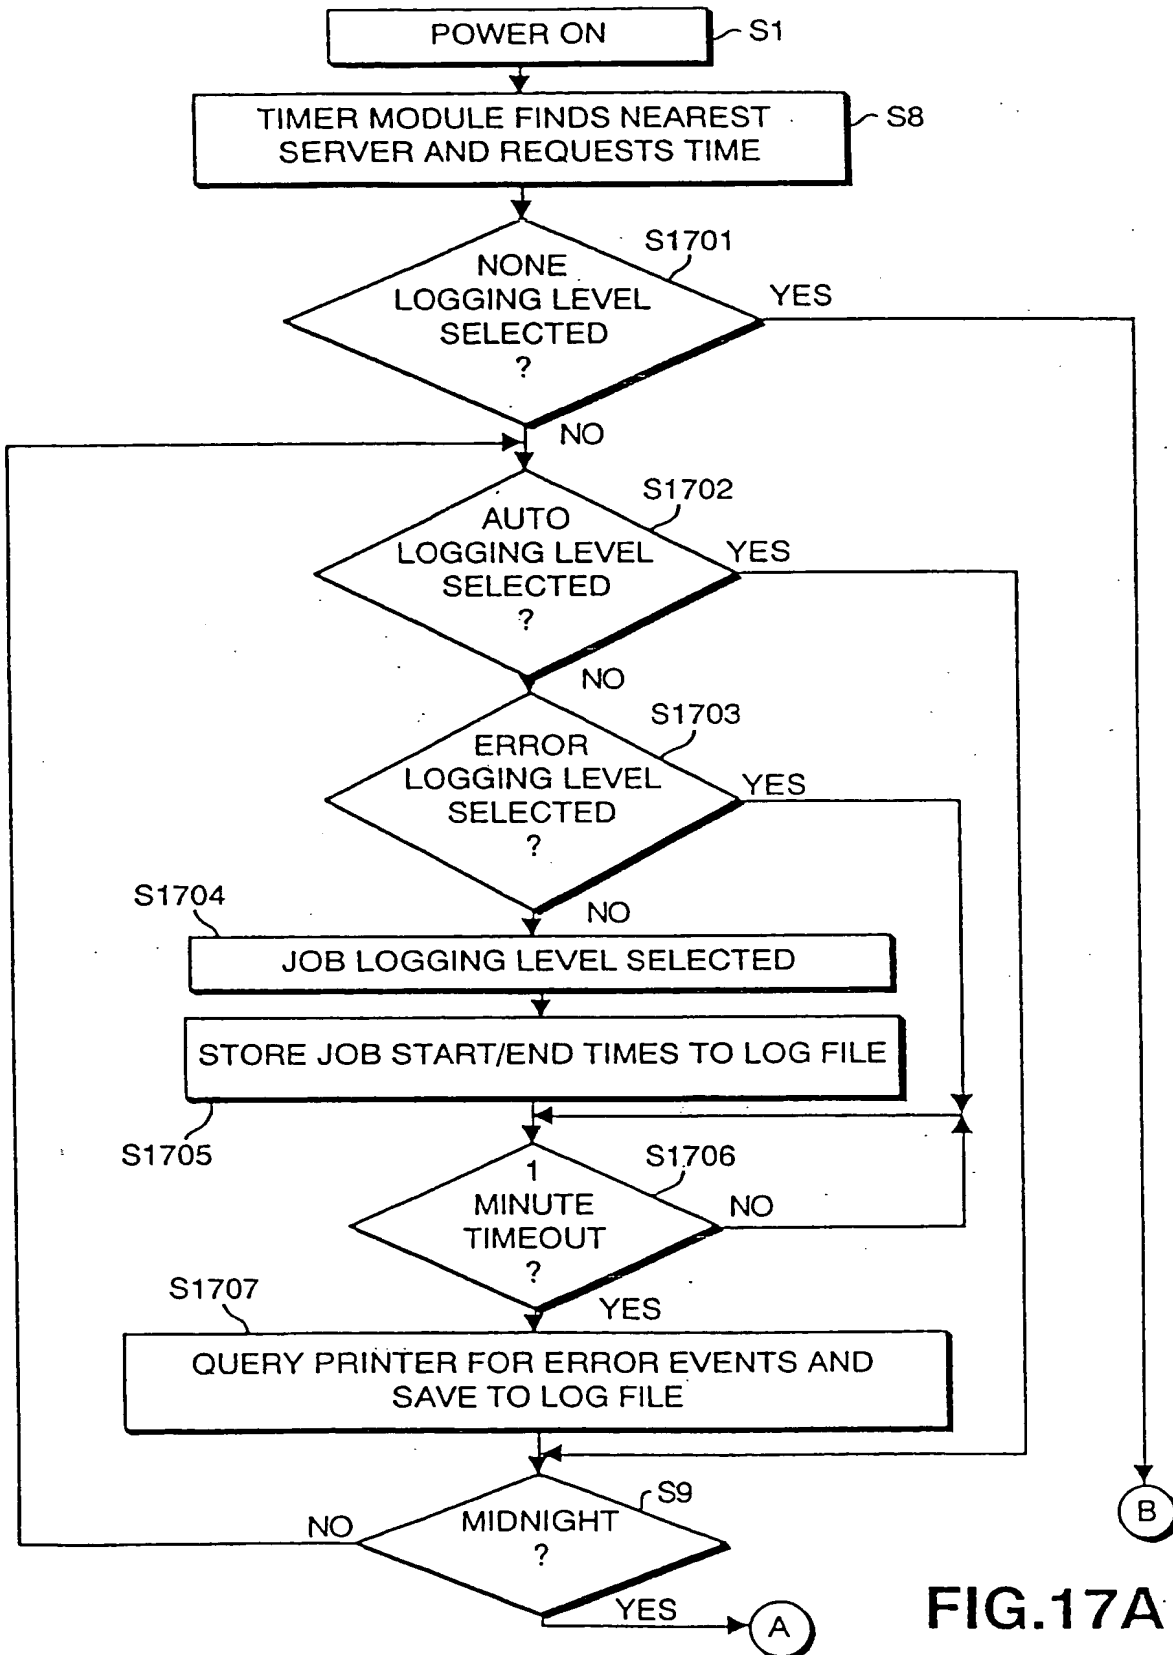 POWER ON
S1
TIMER MODULE FINDS NEAREST
SERVER AND REQUESTS TIME
S8
S1701
NONE
LOGGING LEVEL
SELECTED
?
YES
NO
S1702
AUTO
LOGGING LEVEL
SELECTED
?
YES
NO
S1703
ERROR
LOGGING LEVEL
SELECTED
?
YES
NO
S1704
JOB LOGGING LEVEL SELECTED
STORE JOB START/END TIMES TO LOG FILE
S1705
S1706
1
MINUTE
TIMEOUT
?
NO
YES
S1707
QUERY PRINTER FOR ERROR EVENTS AND
SAVE TO LOG FILE
S9
MIDNIGHT
?
NO
YES
A
B
FIG.17A